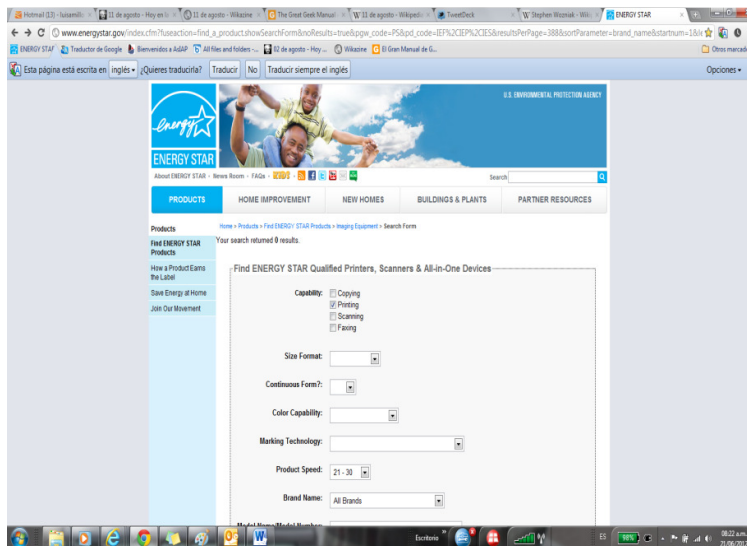 Hotmail (13) - luisamill
11 de agosto - Hoy en la
11 de agosto - Wikazine
The Great Geek Manual
11 de agosto - Wikipedi
TweetDeck
Stephen Wozniak - Wiki
ENERGY STAR
www.energystar.gov/index.cfm?fuseaction=find_a_product.showSearchForm&noResults=true&pgw_code=PS&pd_code=IEF%2CIEP%2CIES&resultsPerPage=388&sortParameter=brand_name&startnum=1&
ENERGY STAR
Traductor de Google
Bienvenidos a AdAP
All files and folders -...
02 de agosto - Hoy ...
Wikazine
El Gran Manual de G...
Otros marcad
Esta página está escrita en inglés ¿Quieres traducirla? Traducir No Traducir siempre el inglés Opciones
U.S. ENVIRONMENTAL PROTECTION AGENCY
energy
ENERGY STAR
About ENERGY STAR - News Room - FAQs - KIDS -
Search
PRODUCTS HOME IMPROVEMENT NEW HOMES BUILDINGS & PLANTS PARTNER RESOURCES
Products
Find ENERGY STAR
Products
How a Product Earns
the Label
Save Energy at Home
Join Our Movement
Home > Products > Find ENERGY STAR Products > Imaging Equipment > Search Form
Your search returned 0 results.
Find ENERGY STAR Qualified Printers, Scanners & All-in-One Devices
Capability: Copying
Printing
Scanning
Faxing
Size Format:
Continuous Form?:
Color Capability:
Marking Technology:
Product Speed: 21 - 30
Brand Name: All Brands
Model Name/Model Number:
Escritorio
ES
98%
08:22 a.m.